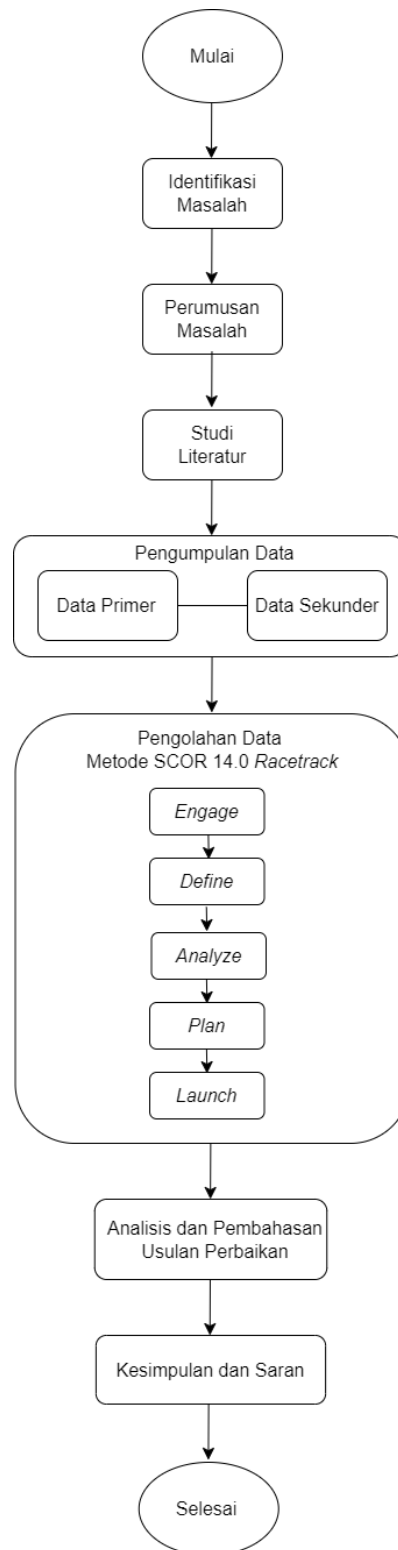 Mulai
Identifikasi
Masalah
Perumusan
Masalah
Studi
Literatur
Pengumpulan Data
Data Primer
Data Sekunder
Pengolahan Data
Metode SCOR 14.0 Racetrack
Engage
Define
Analyze
Plan
Launch
Analisis dan Pembahasan
Usulan Perbaikan
Kesimpulan dan Saran
Selesai